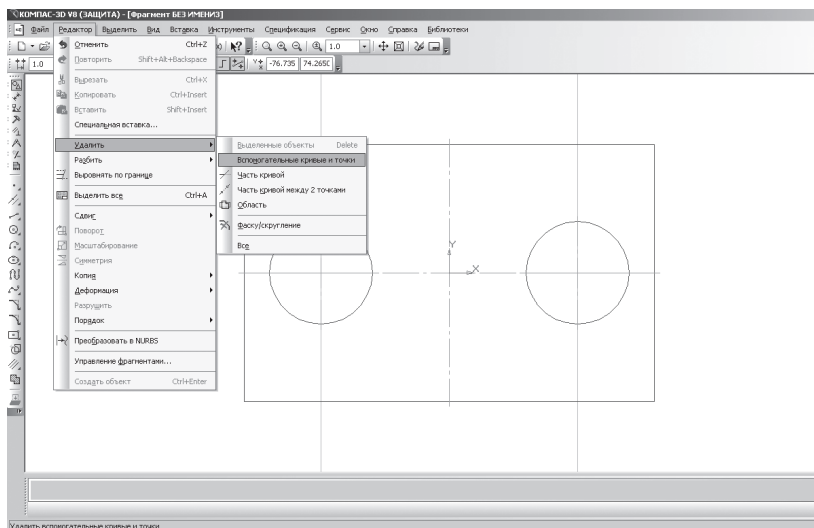 КОМПАС-3D V8 (ЗАЩИТА) - [Фрагмент БЕЗ ИМЕНИ3]
Файл Редактор Выделить Вид Вставка Инструменты Спецификация Сервис Окно Справка Библиотеки
1.0
1.0 -76.735 74.265
Отменить Ctrl+Z
Повторить Shift+Alt+Backspace
Вырезать Ctrl+X
Копировать Ctrl+Insert
Вставить Shift+Insert
Специальная вставка...
Удалить
Разбить
Выровнять по границе
Выделить все Ctrl+A
Сдвиг
Поворот
Масштабирование
Симметрия
Копия
Деформация
Разрушить
Порядок
Преобразовать в NURBS
Управление фрагментами...
Создать объект Ctrl+Enter
Выделенные объекты Delete
Вспомогательные кривые и точки
Часть кривой
Часть кривой между 2 точками
Область
Фаску/скругление
Все
Y
X
Удалить вспомогательные кривые и точки